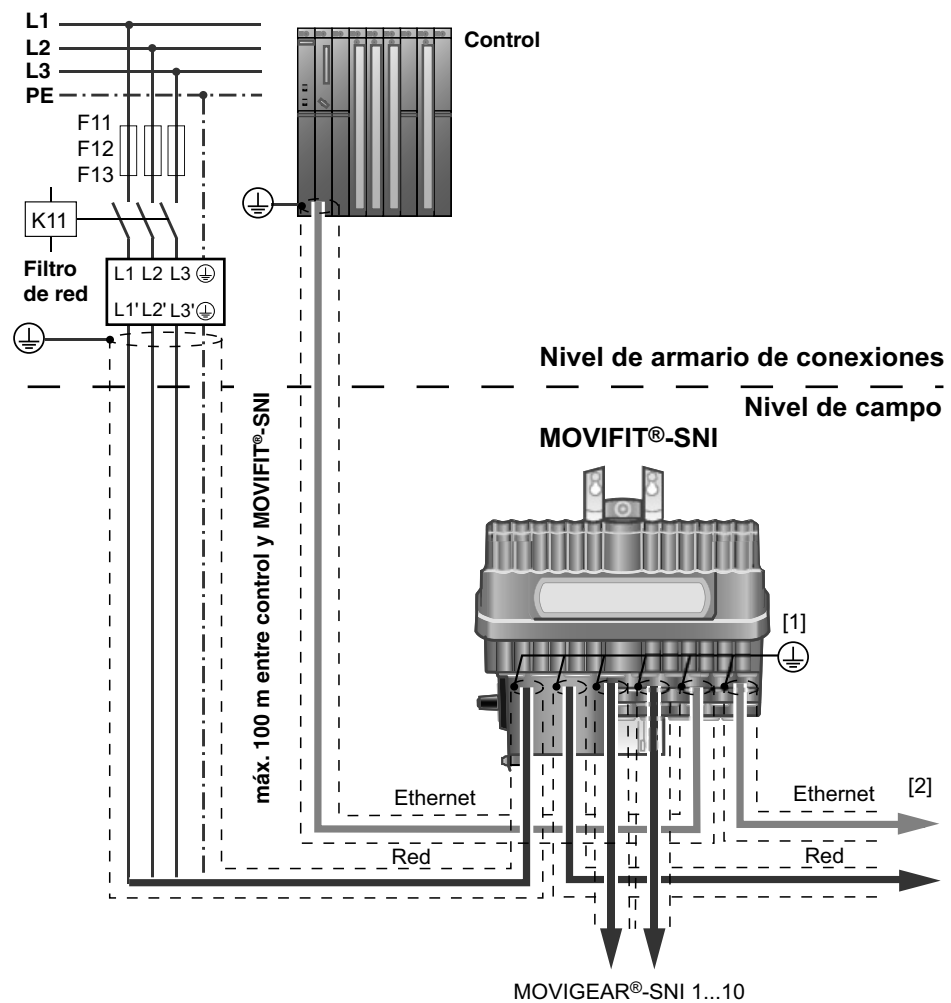 L1
L2
L3
PE
Control
F11
F12
F13
K11
Filtro
de red
L1 L2 L3
L1' L2' L3'
Nivel de armario de conexiones
Nivel de campo
máx. 100 m entre control y MOVIFIT®-SNI
MOVIFIT®-SNI
[1]
Ethernet
Red
Ethernet
[2]
Red
MOVIGEAR®-SNI 1...10